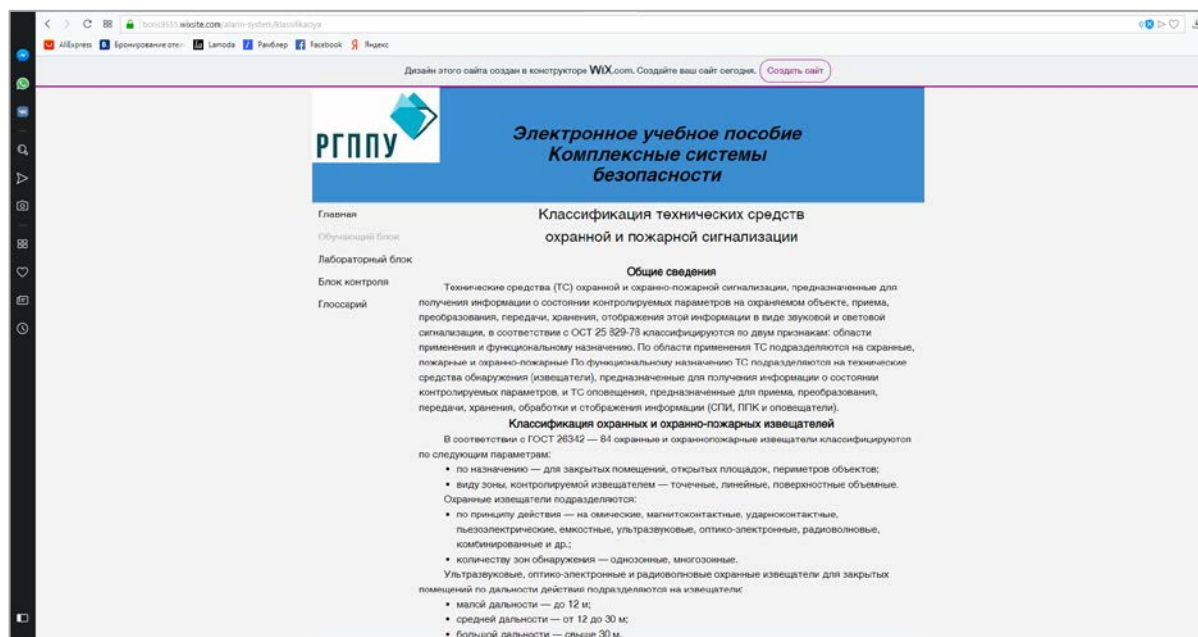 boris9555.wixsite.com/alarm-system/klassifikaciya
AliExpress Бронирование оте Lamoda Рамблер Facebook Яндекс
Дизайн этого сайта создан в конструкторе WiX.com. Создайте ваш сайт сегодня. Создать сайт
РГППУ
Электронное учебное пособие
Комплексные системы
безопасности
Главная
Обучающий блок
Лабораторный блок
Блок контроля
Глоссарий
Классификация технических средств
охранной и пожарной сигнализации
Общие сведения
Технические средства (ТС) охранной и охранно-пожарной сигнализации, предназначенные для
получения информации о состоянии контролируемых параметров на охраняемом объекте, приема,
преобразования, передачи, хранения, отображения этой информации в виде звуковой и световой
сигнализации, в соответствии с ОСТ 25 829-78 классифицируются по двум признакам: области
применения и функциональному назначению. По области применения ТС подразделяются на охранные,
пожарные и охранно-пожарные По функциональному назначению ТС подразделяются на технические
средства обнаружения (извещатели), предназначенные для получения информации о состоянии
контролируемых параметров, и ТС оповещения, предназначенные для приема, преобразования,
передачи, хранения, обработки и отображения информации (СПИ, ППК и оповещатели).
Классификация охранных и охранно-пожарных извещателей
В соответствии с ГОСТ 26342 — 84 охранные и охраннопожарные извещатели классифицируются
по следующим параметрам:
• по назначению — для закрытых помещений, открытых площадок, периметров объектов;
• виду зоны, контролируемой извещателем — точечные, линейные, поверхностные объемные.
Охранные извещатели подразделяются:
• по принципу действия — на омические, магнитоконтактные, ударноконтактные,
пьезоэлектрические, емкостные, ультразвуковые, оптико-электронные, радиоволновые,
комбинированные и др.;
• количеству зон обнаружения — однозонные, многозонные.
Ультразвуковые, оптико-электронные и радиоволновые охранные извещатели для закрытых
помещений по дальности действия подразделяются на извещатели:
• малой дальности — до 12 м;
• средней дальности — от 12 до 30 м;
• большой дальности — свыше 30 м.